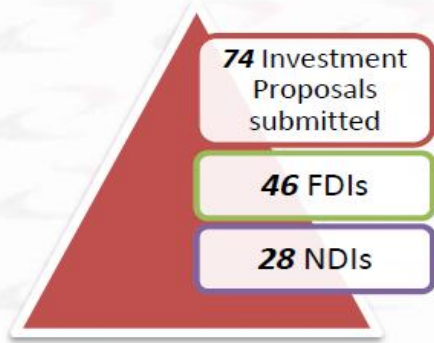 74 Investment
Proposals
submitted
46 FDIs
28 NDIs